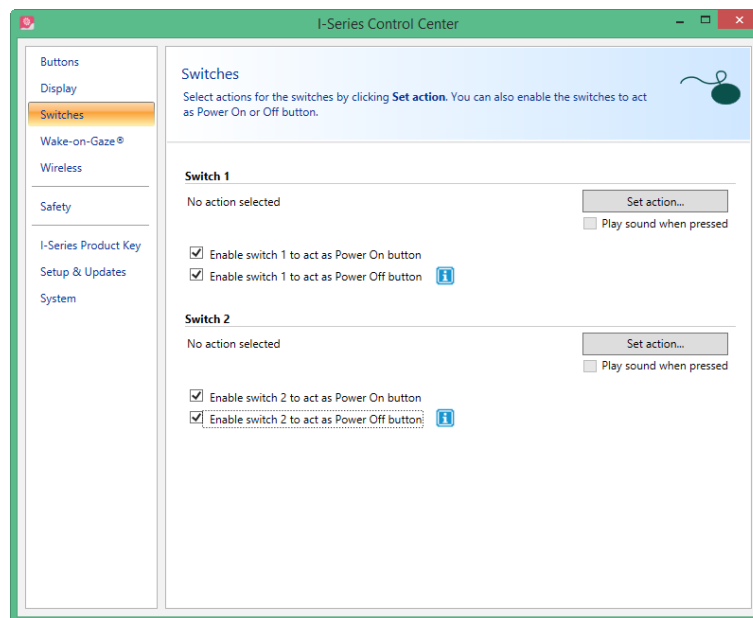 I-Series Control Center
Buttons
Display
Switches
Wake-on-Gaze®
Wireless
Safety
I-Series Product Key
Setup & Updates
System
Switches
Select actions for the switches by clicking Set action. You can also enable the switches to act
as Power On or Off button.
Switch 1
No action selected
Set action...
Play sound when pressed
Enable switch 1 to act as Power On button
Enable switch 1 to act as Power Off button
Switch 2
No action selected
Set action...
Play sound when pressed
Enable switch 2 to act as Power On button
Enable switch 2 to act as Power Off button